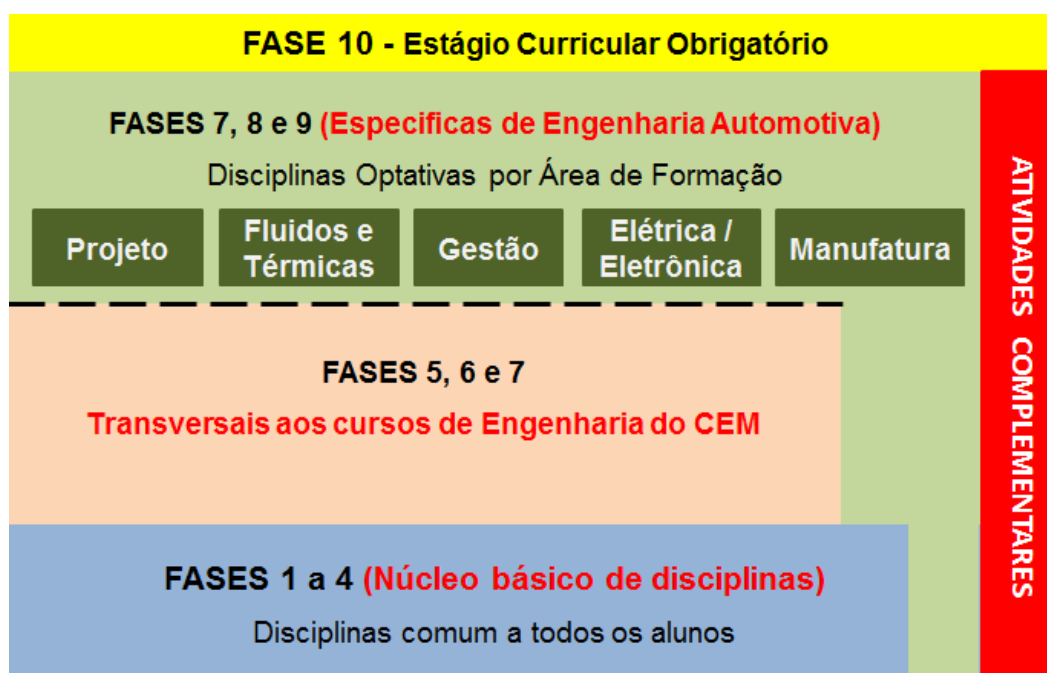 FASE 10 - Estágio Curricular Obrigatório
FASES 7, 8 e 9 (Especificas de Engenharia Automotiva)
Disciplinas Optativas por Área de Formação
Projeto
Fluidos e
Térmicas
Gestão
Elétrica /
Eletrônica
Manufatura
FASES 5, 6 e 7
Transversais aos cursos de Engenharia do CEM
FASES 1 a 4 (Núcleo básico de disciplinas)
Disciplinas comum a todos os alunos
ATIVIDADES COMPLEMENTARES